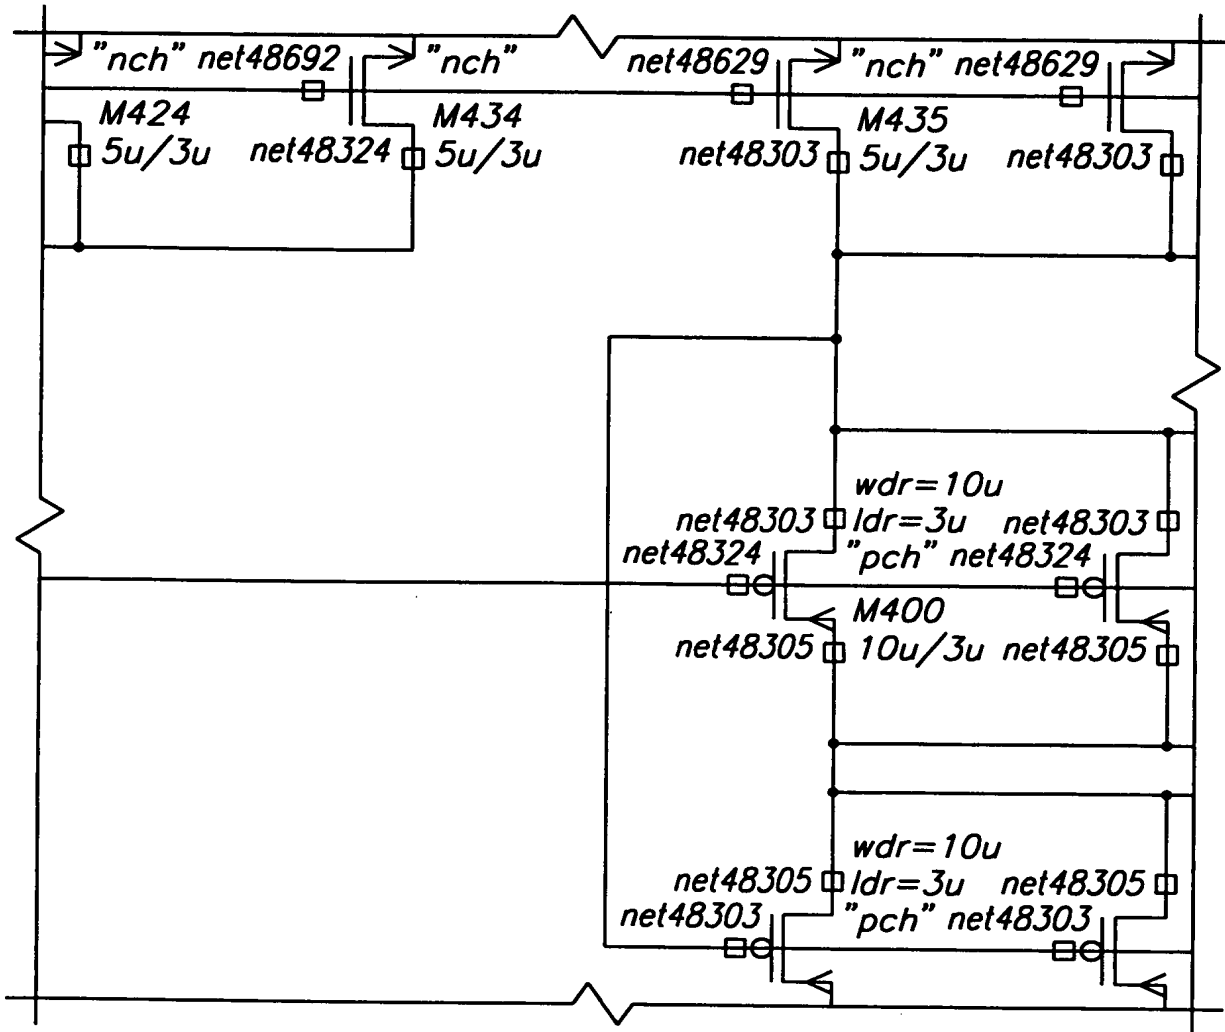 "nch" net48692 "nch" net48629 "nch" net48629
M424 M434 M435
5u/3u net48324 5u/3u net48303 5u/3u net48303
wdr=10u
net48303 ldr=3u net48303
net48324 "pch" net48324
M400
net48305 10u/3u net48305
wdr=10u
net48305 ldr=3u net48305
net48303 "pch" net48303